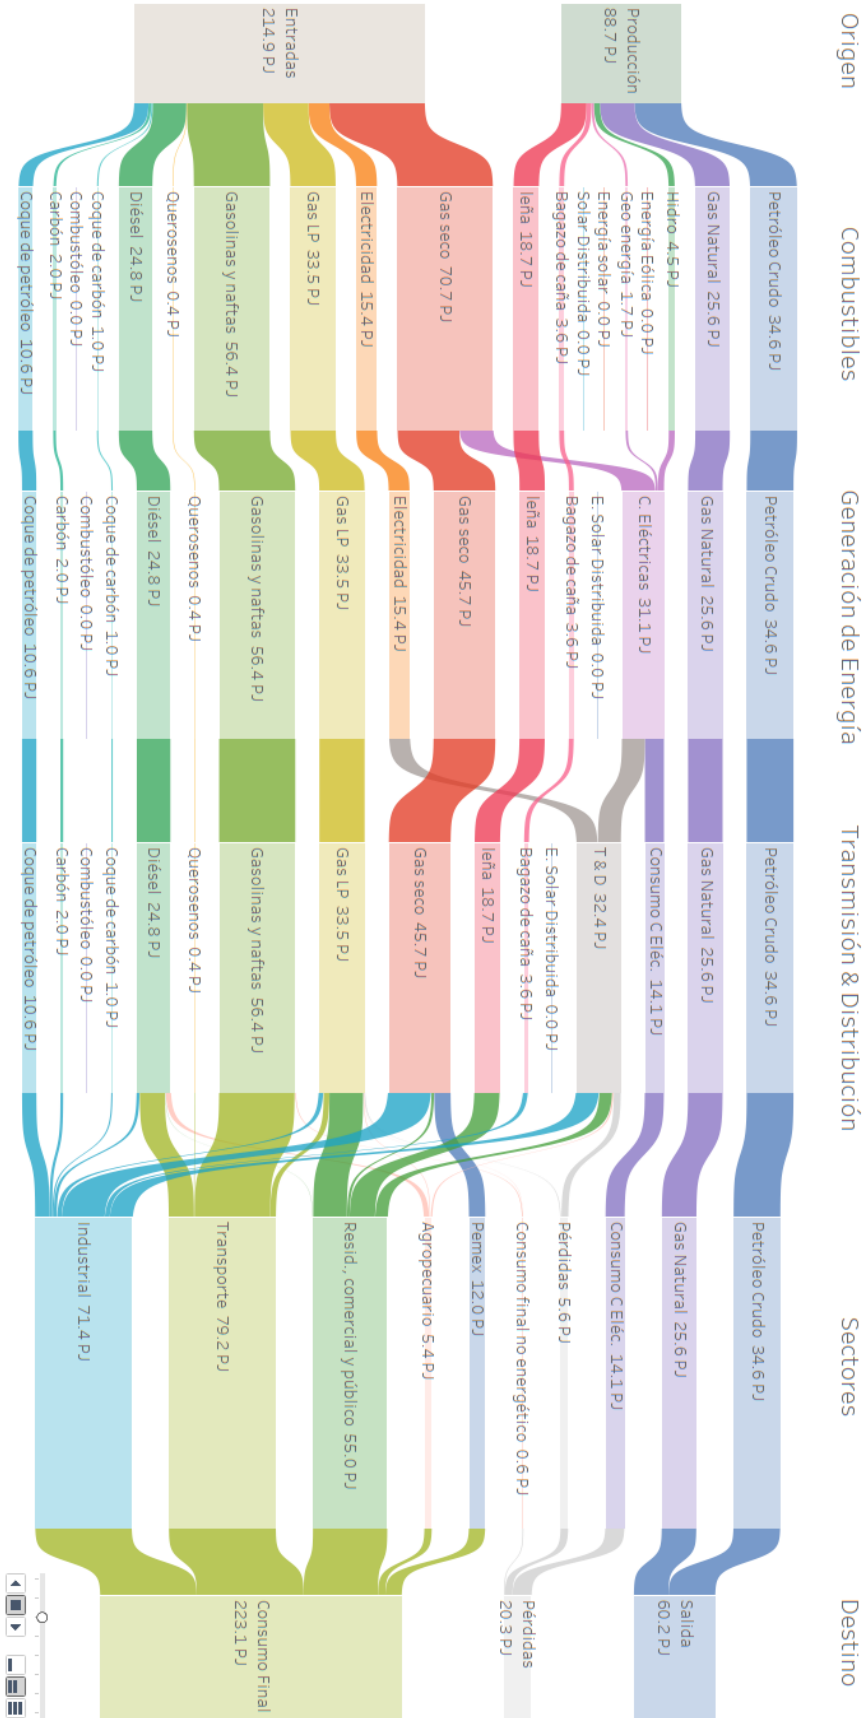 Origen
Combustibles
Generación de Energía
Transmisión & Distribución
Sectores
Destino
Producción
88.7 PJ
Entradas
214.9 PJ
Petróleo Crudo 34.6 PJ
Gas Natural 25.6 PJ
Hidro 4.5 PJ
Energía Eólica 0.0 PJ
Geo energía 1.7 PJ
Energía solar 0.0 PJ
Solar Distribuida 0.0 PJ
Bagazo de caña 3.6 PJ
leña 18.7 PJ
Gas seco 70.7 PJ
Electricidad 15.4 PJ
Gas LP 33.5 PJ
Gasolinas y naftas 56.4 PJ
Querosenos 0.4 PJ
Diésel 24.8 PJ
Coque de carbón 1.0 PJ
Combustóleo 0.0 PJ
Carbón 2.0 PJ
Coque de petróleo 10.6 PJ
Petróleo Crudo 34.6 PJ
Gas Natural 25.6 PJ
C. Eléctricas 31.1 PJ
E. Solar Distribuida 0.0 PJ
Bagazo de caña 3.6 PJ
leña 18.7 PJ
Gas seco 45.7 PJ
Electricidad 15.4 PJ
Gas LP 33.5 PJ
Gasolinas y naftas 56.4 PJ
Querosenos 0.4 PJ
Diésel 24.8 PJ
Coque de carbón 1.0 PJ
Combustóleo 0.0 PJ
Carbón 2.0 PJ
Coque de petróleo 10.6 PJ
Petróleo Crudo 34.6 PJ
Gas Natural 25.6 PJ
Consumo C Eléc. 14.1 PJ
T & D 32.4 PJ
E. Solar Distribuida 0.0 PJ
Bagazo de caña 3.6 PJ
leña 18.7 PJ
Gas seco 45.7 PJ
Gas LP 33.5 PJ
Gasolinas y naftas 56.4 PJ
Querosenos 0.4 PJ
Diésel 24.8 PJ
Coque de carbón 1.0 PJ
Combustóleo 0.0 PJ
Carbón 2.0 PJ
Coque de petróleo 10.6 PJ
Petróleo Crudo 34.6 PJ
Gas Natural 25.6 PJ
Consumo C Eléc. 14.1 PJ
Pérdidas 5.6 PJ
Consumo final no energético 0.6 PJ
Pemex 12.0 PJ
Agropecuario 5.4 PJ
Resid., comercial y público 55.0 PJ
Transporte 79.2 PJ
Industrial 71.4 PJ
Salida
60.2 PJ
Pérdidas
20.3 PJ
Consumo Final
223.1 PJ